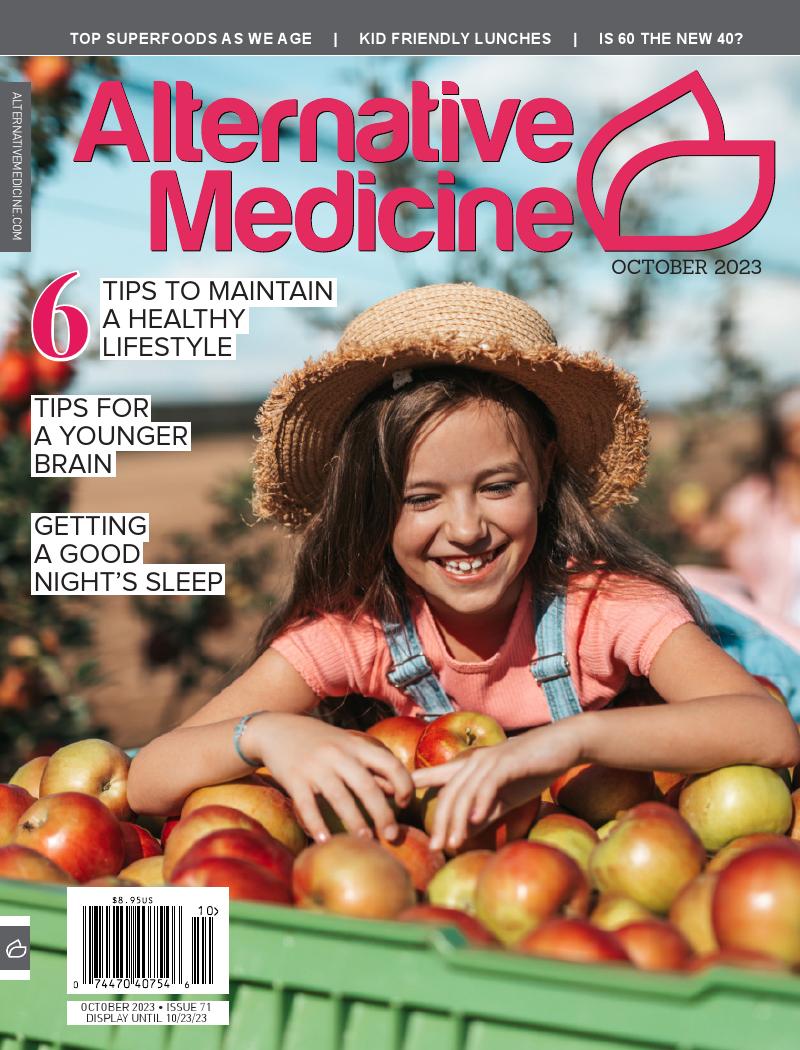 TOP SUPERFOODS AS WE AGE | KID FRIENDLY LUNCHES | IS 60 THE NEW 40?
ALTERNATIVEMEDICINE.COM
Alternative
Medicine
OCTOBER 2023
6 TIPS TO MAINTAIN
A HEALTHY
LIFESTYLE
TIPS FOR
A YOUNGER
BRAIN
GETTING
A GOOD
NIGHT'S SLEEP
$8.95US
10>
0 74470 40754 6
OCTOBER 2023 • ISSUE 71
DISPLAY UNTIL 10/23/23